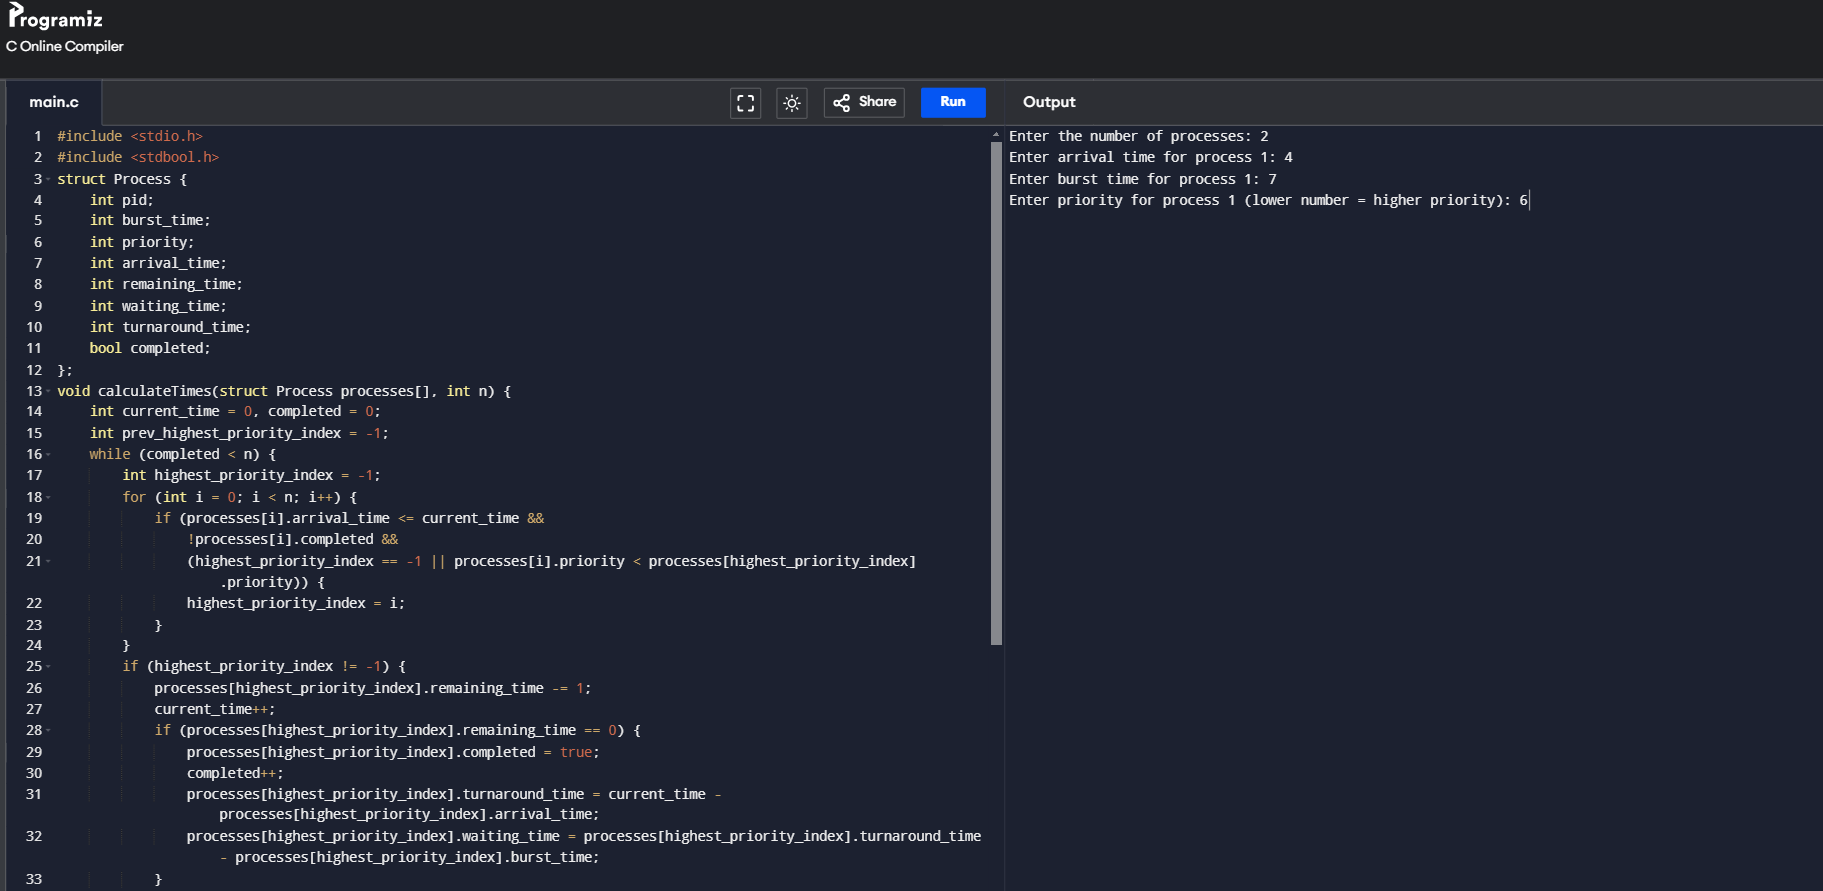 Programiz
C Online Compiler
main.c
Share
Run
Output
1 #include <stdio.h>
2 #include <stdbool.h>
3 struct Process {
4     int pid;
5     int burst_time;
6     int priority;
7     int arrival_time;
8     int remaining_time;
9     int waiting_time;
10     int turnaround_time;
11     bool completed;
12 };
13 void calculateTimes(struct Process processes[], int n) {
14     int current_time = 0, completed = 0;
15     int prev_highest_priority_index = -1;
16     while (completed < n) {
17         int highest_priority_index = -1;
18         for (int i = 0; i < n; i++) {
19             if (processes[i].arrival_time <= current_time &&
20                 !processes[i].completed &&
21                 (highest_priority_index == -1 || processes[i].priority < processes[highest_priority_index]
.priority)) {
22                 highest_priority_index = i;
23             }
24         }
25         if (highest_priority_index != -1) {
26             processes[highest_priority_index].remaining_time -= 1;
27             current_time++;
28             if (processes[highest_priority_index].remaining_time == 0) {
29                 processes[highest_priority_index].completed = true;
30                 completed++;
31                 processes[highest_priority_index].turnaround_time = current_time -
processes[highest_priority_index].arrival_time;
32                 processes[highest_priority_index].waiting_time = processes[highest_priority_index].turnaround_time
- processes[highest_priority_index].burst_time;
33             }
Enter the number of processes: 2
Enter arrival time for process 1: 4
Enter burst time for process 1: 7
Enter priority for process 1 (lower number = higher priority): 6